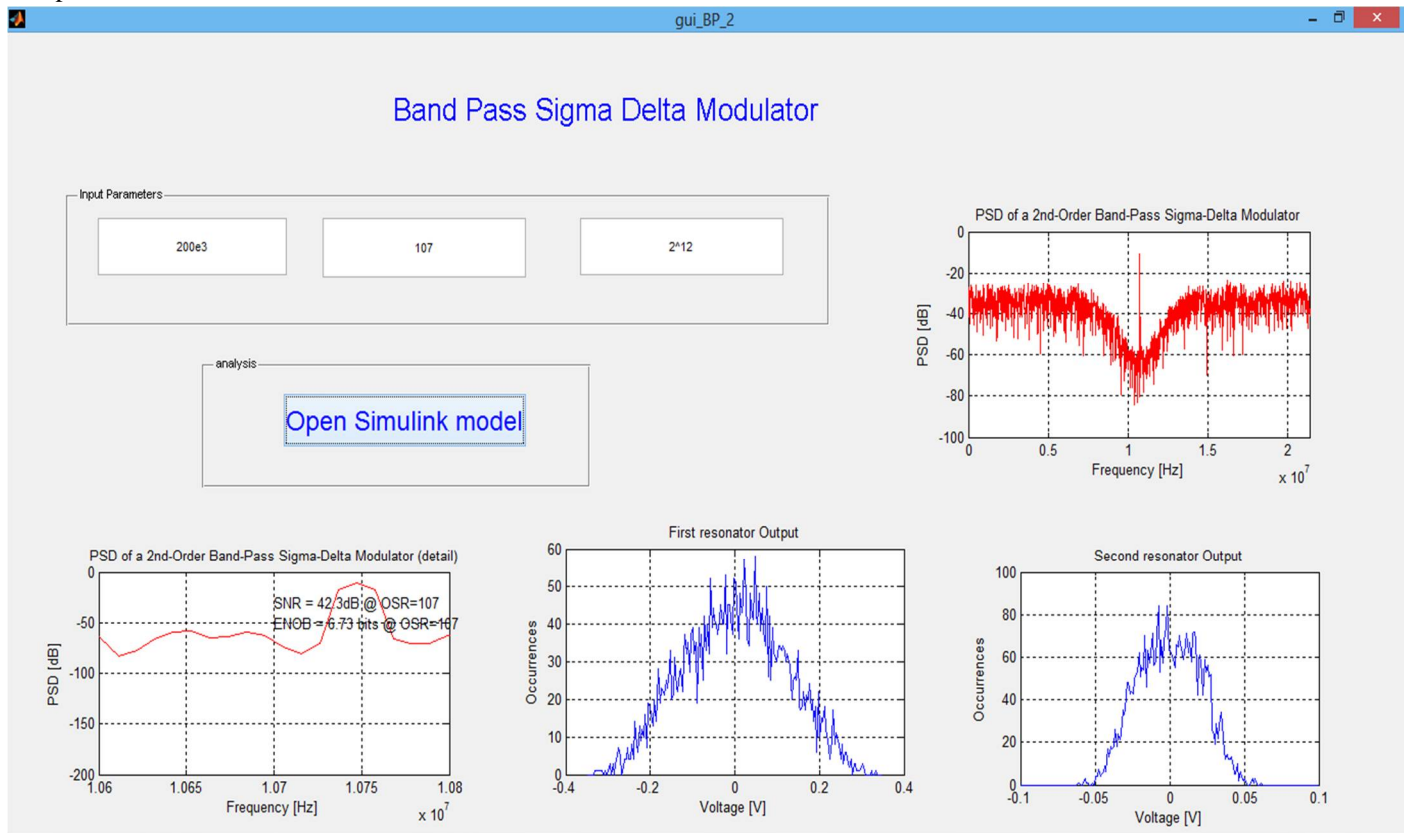 gui_BP_2
Band Pass Sigma Delta Modulator
Input Parameters
200e3
107
2^12
analysis
Open Simulink model
PSD of a 2nd-Order Band-Pass Sigma-Delta Modulator
0
-20
-40
-60
-80
-100
PSD [dB]
0 0.5 1 1.5 2
Frequency [Hz]
x 10^7
PSD of a 2nd-Order Band-Pass Sigma-Delta Modulator (detail)
0
-50
-100
-150
-200
PSD [dB]
SNR = 42.3dB @ OSR=107
ENOB = 6.73 bits @ OSR=107
1.06 1.065 1.07 1.075 1.08
Frequency [Hz]
x 10^7
First resonator Output
60
50
40
30
20
10
0
Occurrences
-0.4 -0.2 0 0.2 0.4
Voltage [V]
Second resonator Output
100
80
60
40
20
0
Occurrences
-0.1 -0.05 0 0.05 0.1
Voltage [V]